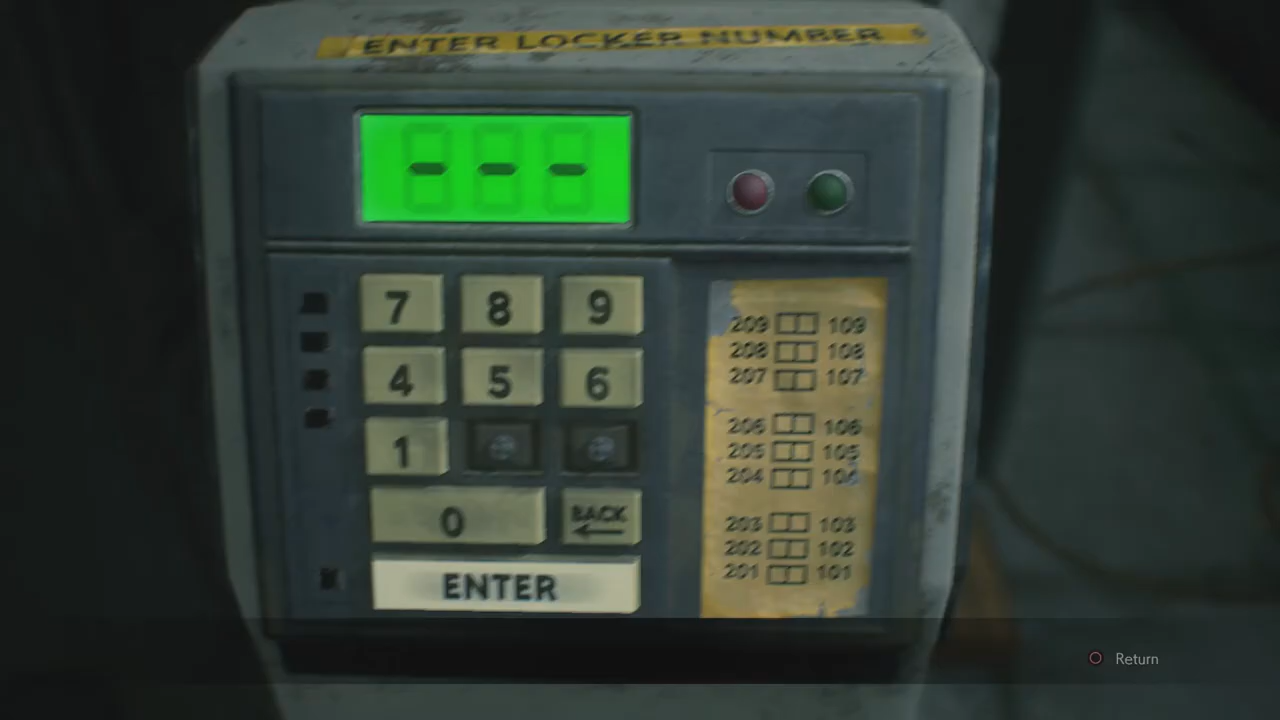 ENTER LOCKER NUMBER
- - -
7 8 9
4 5 6
1
0 BACK
ENTER
209 109
208 108
207 107
206 106
205 105
204 104
203 103
202 102
201 101
Return